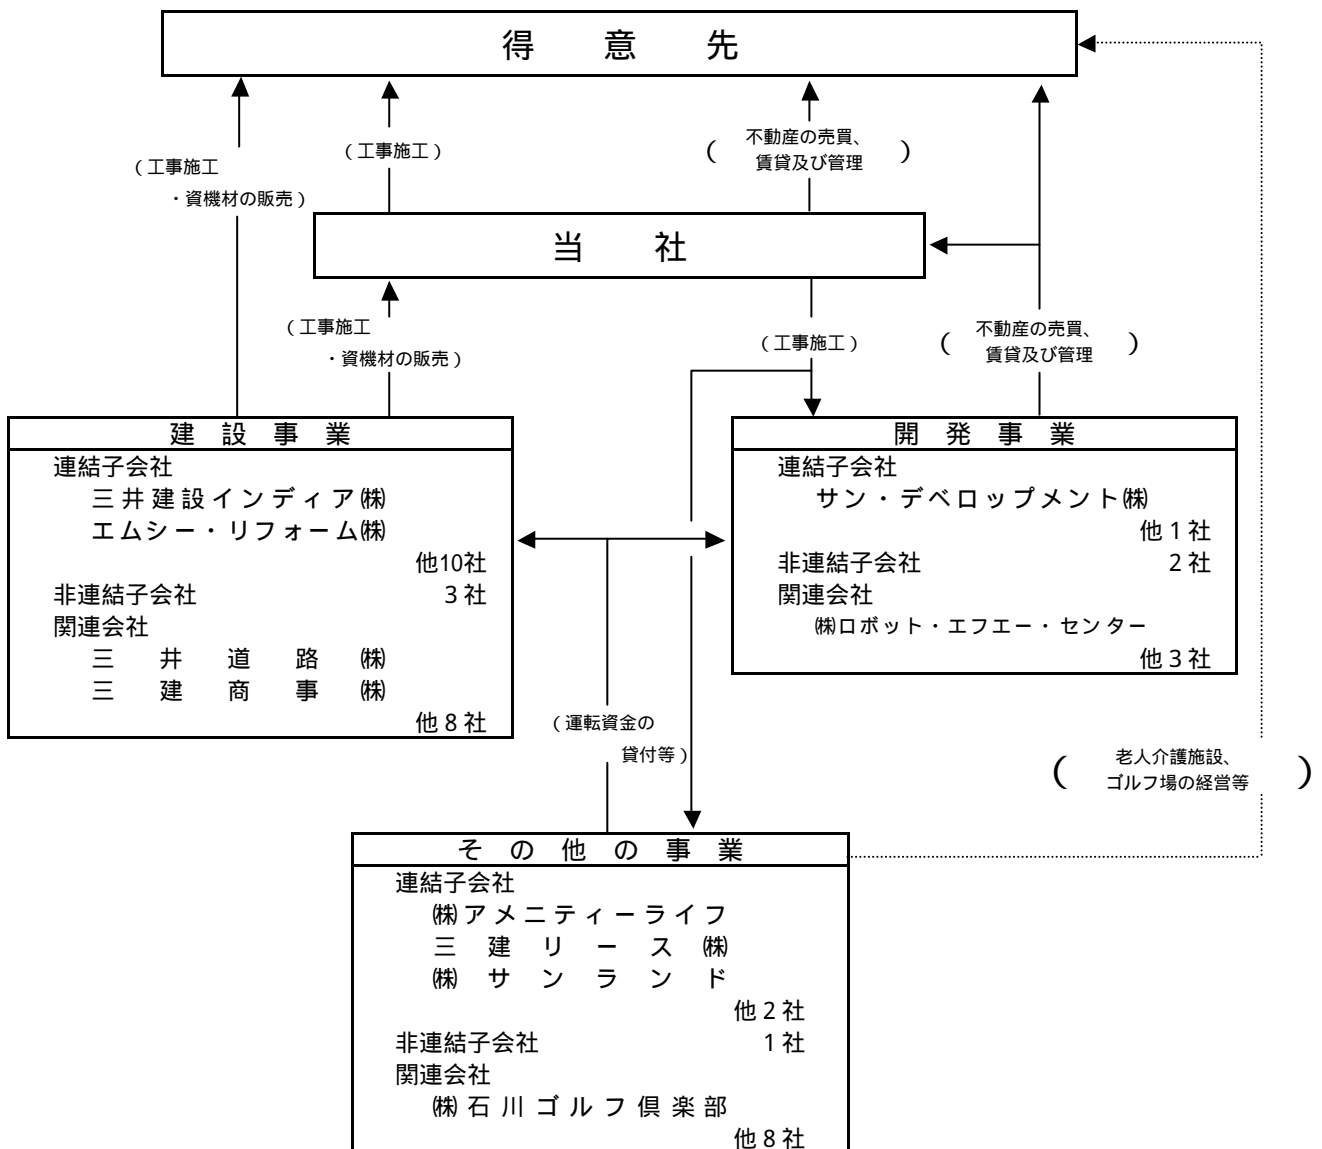 得意先
(工事施工
・資機材の販売)
(工事施工)
(不動産の売買、
賃貸及び管理)
当社
(工事施工
・資機材の販売)
(工事施工)
(不動産の売買、
賃貸及び管理)
建設事業
連結子会社
三井建設インディア㈱
エムシー・リフォーム㈱
他10社
非連結子会社 3社
関連会社
三井道路㈱
三建商事㈱
他8社
開発事業
連結子会社
サン・デベロップメント㈱
他1社
非連結子会社 2社
関連会社
㈱ロボット・エフエー・センター
他3社
(運転資金の
貸付等)
(老人介護施設、
ゴルフ場の経営等)
その他の事業
連結子会社
㈱アメニティーライフ
三建リース㈱
㈱サンランド
他2社
非連結子会社 1社
関連会社
㈱石川ゴルフ倶楽部
他8社